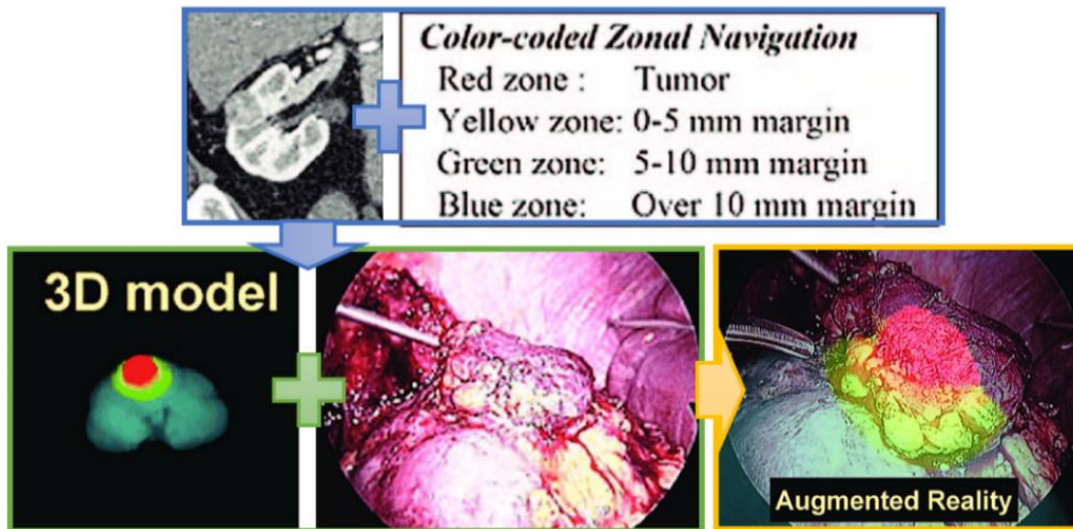 Color-coded Zonal Navigation
Red zone : Tumor
Yellow zone: 0-5 mm margin
Green zone: 5-10 mm margin
Blue zone: Over 10 mm margin
3D model
Augmented Reality